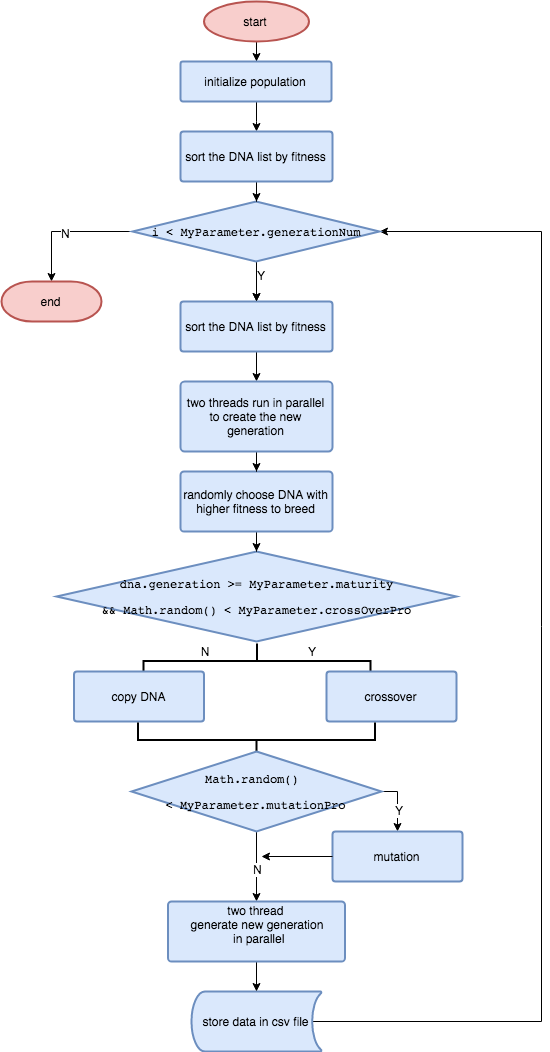 start
initialize population
sort the DNA list by fitness
i < MyParameter.generationNum
N
end
Y
sort the DNA list by fitness
two threads run in parallel
to create the new
generation
randomly choose DNA with
higher fitness to breed
dna.generation >= MyParameter.maturity
&& Math.random() < MyParameter.crossOverPro
N
Y
copy DNA
crossover
Math.random()
< MyParameter.mutationPro
Y
mutation
N
two thread
generate new generation
in parallel
store data in csv file